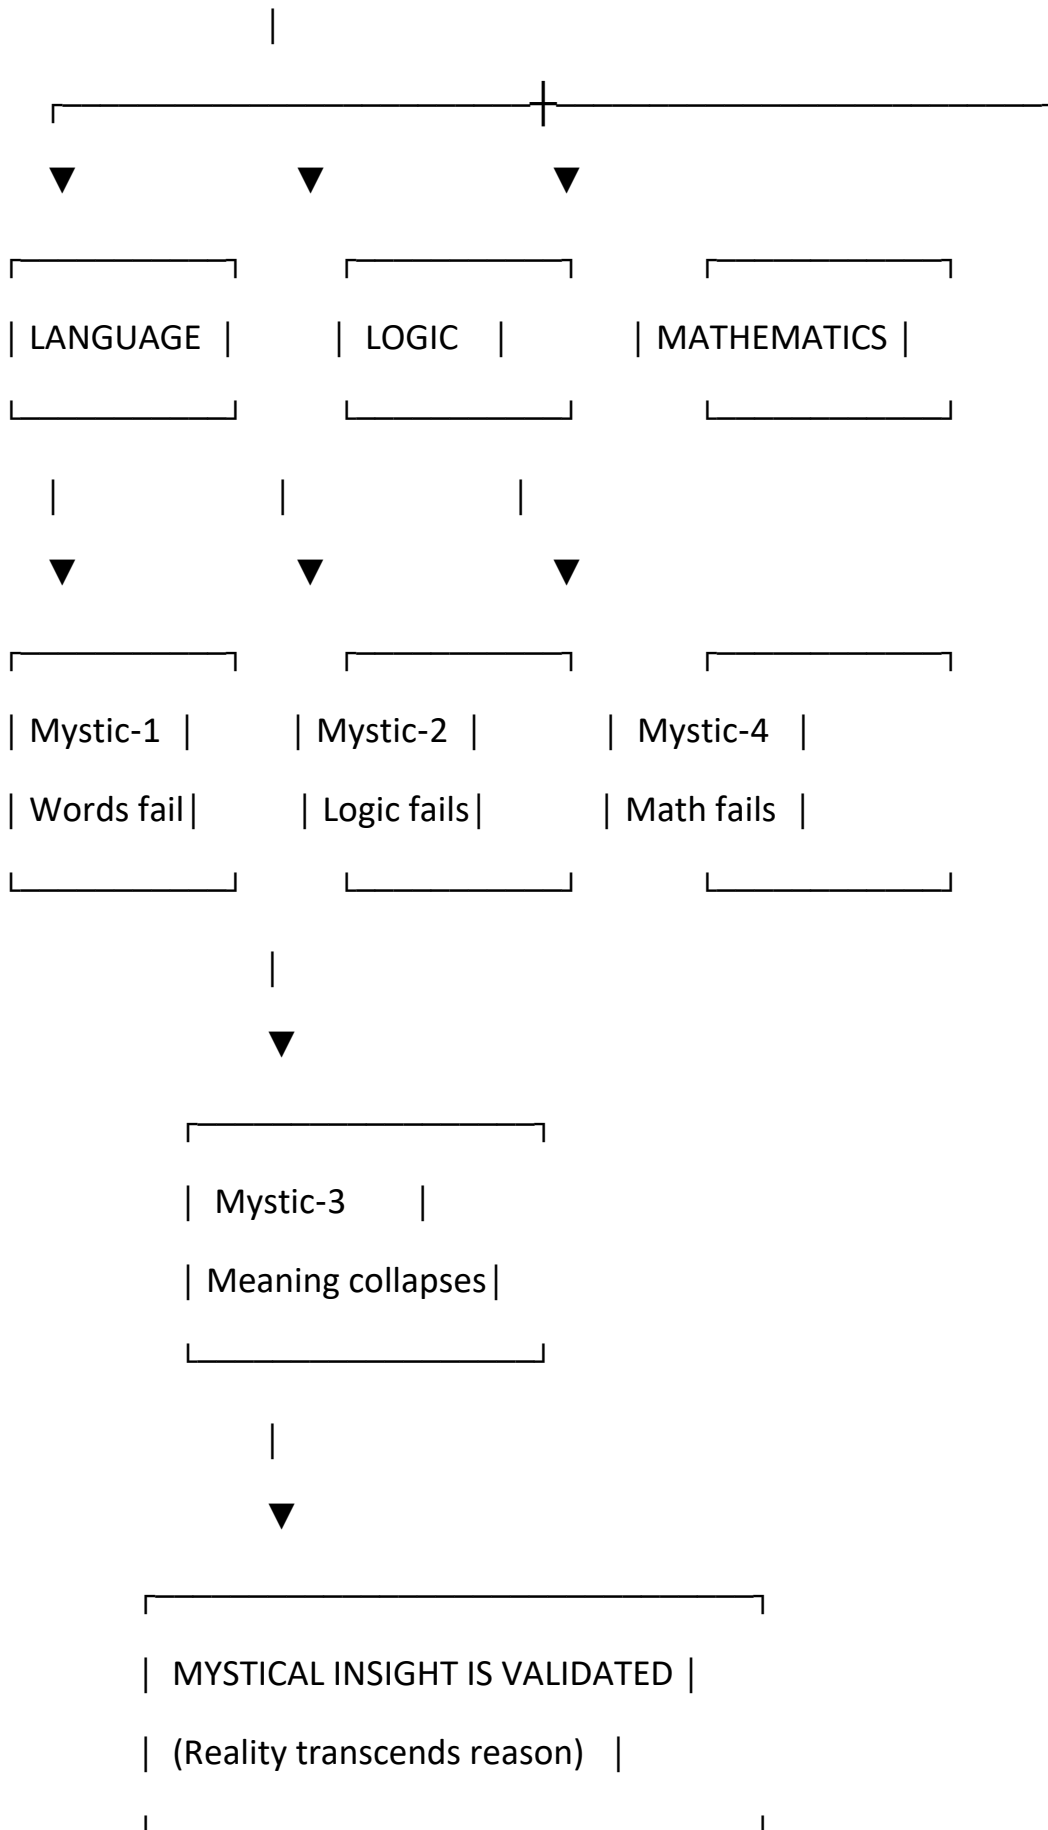 LANGUAGE LOGIC MATHEMATICS
Mystic-1 Mystic-2 Mystic-4
Words fail Logic fails Math fails
Mystic-3
Meaning collapses
MYSTICAL INSIGHT IS VALIDATED
(Reality transcends reason)